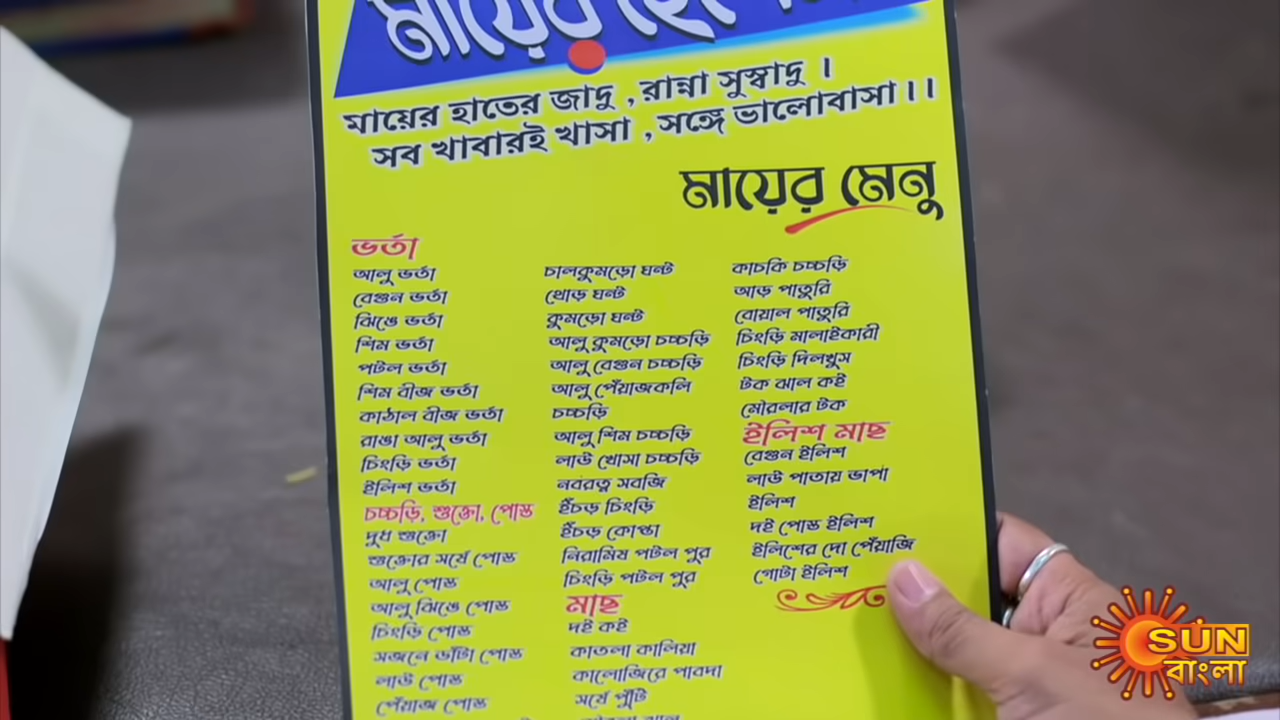 মায়ের
মায়ের হাতের জাদু , রান্না সুস্বাদু ।
সব খাবারই খাসা , সঙ্গে ভালোবাসা ।।
মায়ের মেনু
ভর্তা
আলু ভর্তা
বেগুন ভর্তা
ঝিঙে ভর্তা
শিম ভর্তা
পটল ভর্তা
শিম বীজ ভর্তা
কাঠাল বীজ ভর্তা
রাঙা আলু ভর্তা
চিংড়ি ভর্তা
ইলিশ ভর্তা
চচ্চড়ি, শুক্তো, পোস্ত
দুধ শুক্তো
শুক্তোর সর্ষে পোস্ত
আলু পোস্ত
আলু ঝিঙে পোস্ত
চিংড়ি পোস্ত
সজনে ডাঁটা পোস্ত
লাউ পোস্ত
পেঁয়াজ পোস্ত
চালকুমড়ো ঘন্ট
থোড় ঘন্ট
কুমড়ো ঘন্ট
আলু কুমড়ো চচ্চড়ি
আলু বেগুন চচ্চড়ি
আলু পেঁয়াজকলি
চচ্চড়ি
আলু শিম চচ্চড়ি
লাউ খোসা চচ্চড়ি
নবরত্ন সবজি
ইঁচড় চিংড়ি
ইঁচড় কোপ্তা
নিরামিষ পটল পুর
চিংড়ি পটল পুর
মাছ
দই কই
কাতলা কালিয়া
কালোজিরে পাবদা
সর্ষে পুঁটি
কাচকি চচ্চড়ি
আড় পাতুরি
বোয়াল পাতুরি
চিংড়ি মালাইকারী
চিংড়ি দিলখুস
টক ঝাল কই
মৌরলার টক
ইলিশ মাছ
বেগুন ইলিশ
লাউ পাতায় ভাপা
ইলিশ
দই পোস্ত ইলিশ
ইলিশের দো পেঁয়াজি
গোটা ইলিশ
SUN
বাংলা